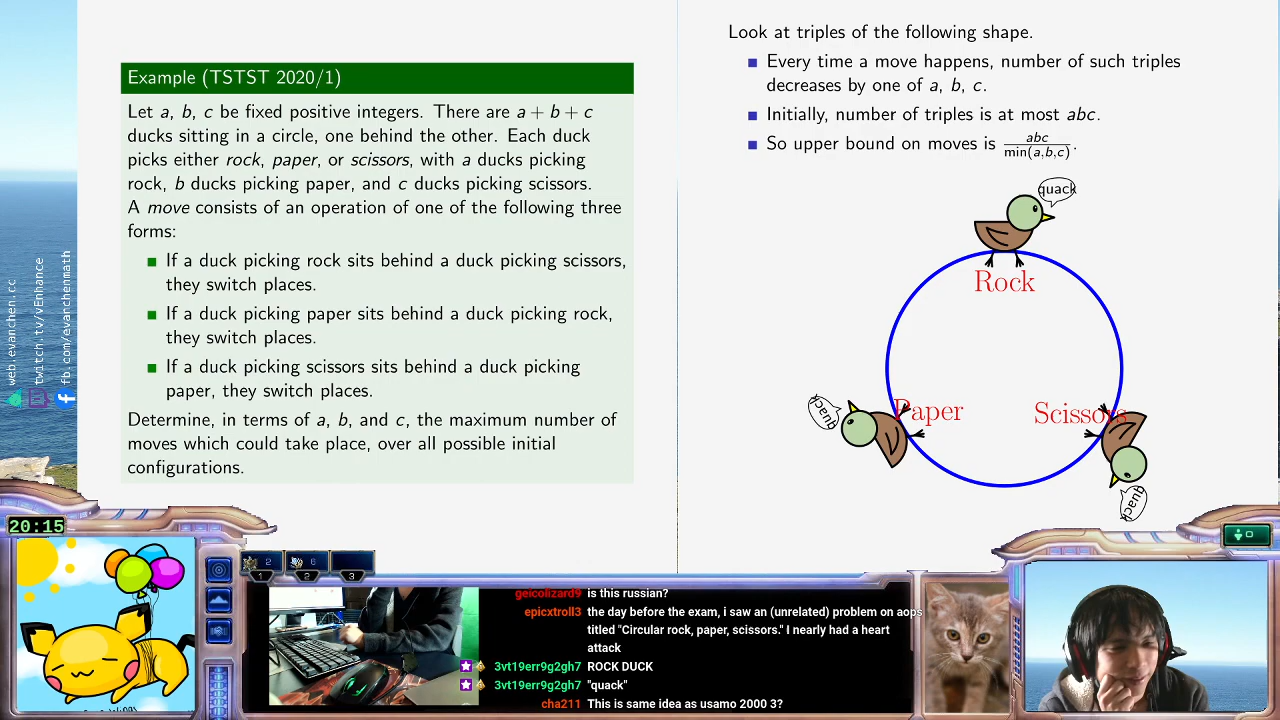 Example (TSTST 2020/1)
Let a, b, c be fixed positive integers. There are a + b + c
ducks sitting in a circle, one behind the other. Each duck
picks either rock, paper, or scissors, with a ducks picking
rock, b ducks picking paper, and c ducks picking scissors.
A move consists of an operation of one of the following three
forms:
■ If a duck picking rock sits behind a duck picking scissors,
they switch places.
■ If a duck picking paper sits behind a duck picking rock,
they switch places.
■ If a duck picking scissors sits behind a duck picking
paper, they switch places.
Determine, in terms of a, b, and c, the maximum number of
moves which could take place, over all possible initial
configurations.
Look at triples of the following shape.
■ Every time a move happens, number of such triples
decreases by one of a, b, c.
■ Initially, number of triples is at most abc.
■ So upper bound on moves is abc/min(a,b,c).
quack
Rock
quack
Paper
Scissors
quack
web.evanchen.cc
twitch.tv/vEnhance
fb.com/evanchenmath
20:15
2
6
1
2
3
geicolizard9 is this russian?
epicxtroll3 the day before the exam, i saw an (unrelated) problem on aops
titled "Circular rock, paper, scissors." I nearly had a heart
attack
3vt19err9g2gh7 ROCK DUCK
3vt19err9g2gh7 "quack"
cha211 This is same idea as usamo 2000 3?